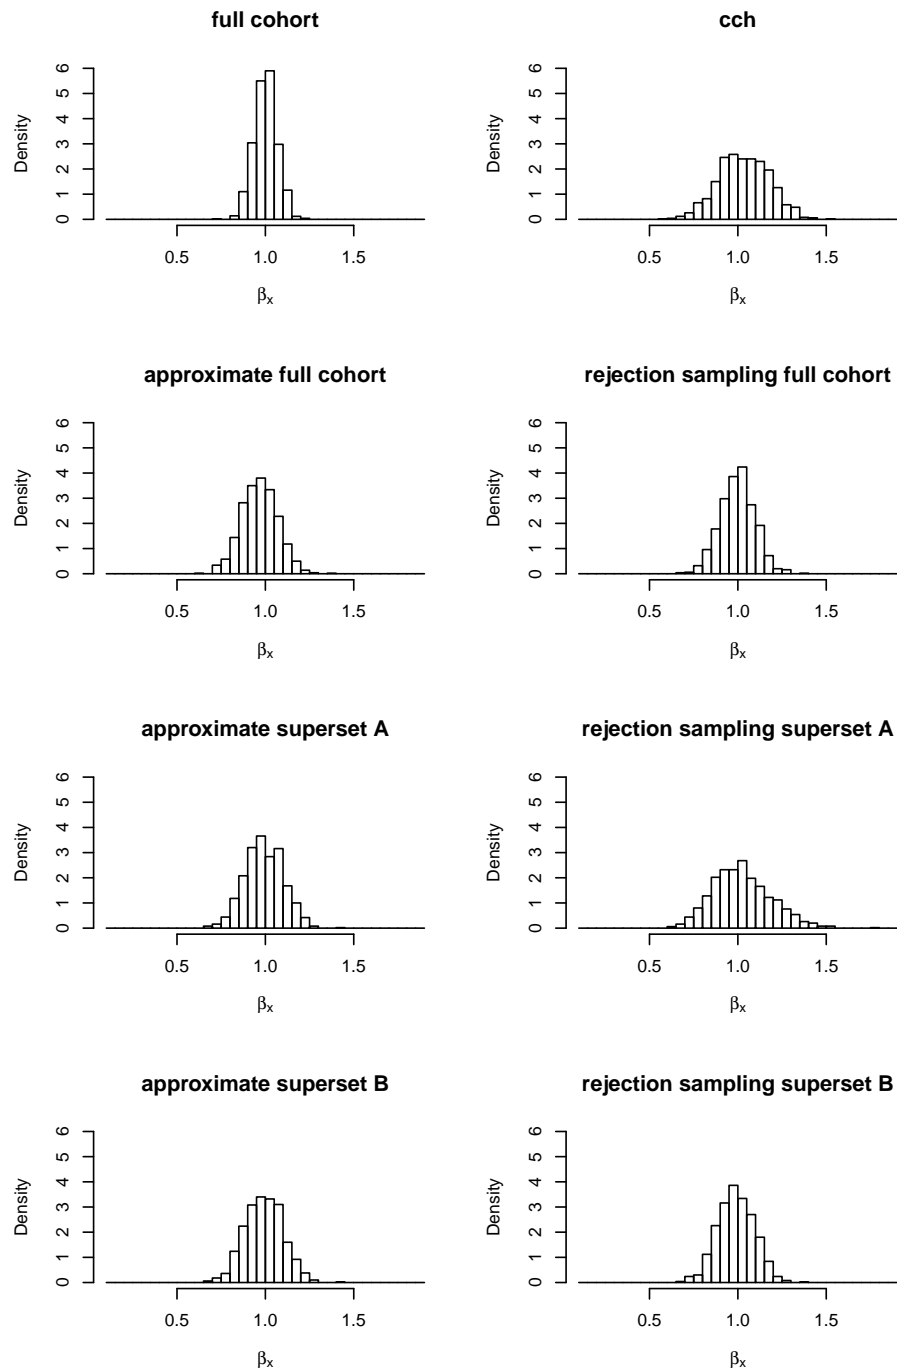 full cohort
Density
0 1 2 3 4 5 6
0.5 1.0 1.5
βx
cch
Density
0 1 2 3 4 5 6
0.5 1.0 1.5
βx
approximate full cohort
Density
0 1 2 3 4 5 6
0.5 1.0 1.5
βx
rejection sampling full cohort
Density
0 1 2 3 4 5 6
0.5 1.0 1.5
βx
approximate superset A
Density
0 1 2 3 4 5 6
0.5 1.0 1.5
βx
rejection sampling superset A
Density
0 1 2 3 4 5 6
0.5 1.0 1.5
βx
approximate superset B
Density
0 1 2 3 4 5 6
0.5 1.0 1.5
βx
rejection sampling superset B
Density
0 1 2 3 4 5 6
0.5 1.0 1.5
βx